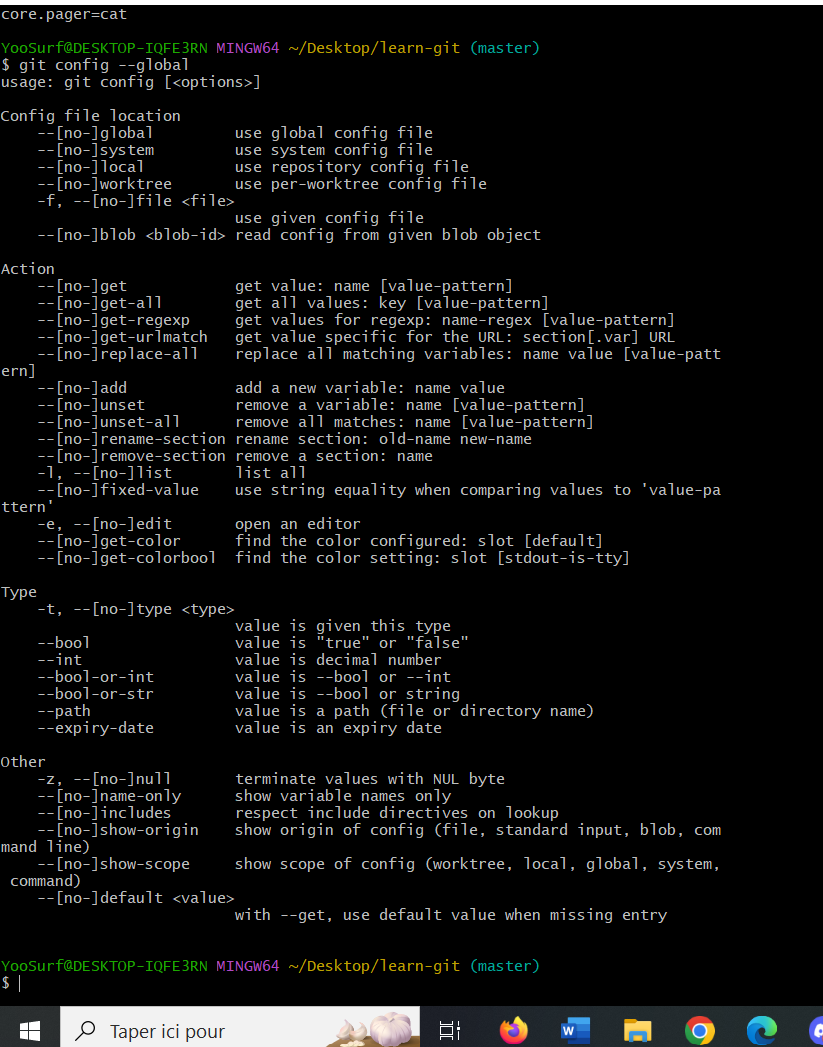 core.pager=cat

YooSurf@DESKTOP-IQFE3RN MINGW64 ~/Desktop/learn-git (master)
$ git config --global
usage: git config [<options>]

Config file location
    --[no-]global         use global config file
    --[no-]system         use system config file
    --[no-]local          use repository config file
    --[no-]worktree       use per-worktree config file
    -f, --[no-]file <file>
                          use given config file
    --[no-]blob <blob-id> read config from given blob object

Action
    --[no-]get            get value: name [value-pattern]
    --[no-]get-all        get all values: key [value-pattern]
    --[no-]get-regexp     get values for regexp: name-regex [value-pattern]
    --[no-]get-urlmatch   get value specific for the URL: section[.var] URL
    --[no-]replace-all    replace all matching variables: name value [value-patt
ern]
    --[no-]add            add a new variable: name value
    --[no-]unset          remove a variable: name [value-pattern]
    --[no-]unset-all      remove all matches: name [value-pattern]
    --[no-]rename-section rename section: old-name new-name
    --[no-]remove-section remove a section: name
    -l, --[no-]list       list all
    --[no-]fixed-value    use string equality when comparing values to 'value-pa
ttern'
    -e, --[no-]edit       open an editor
    --[no-]get-color      find the color configured: slot [default]
    --[no-]get-colorbool  find the color setting: slot [stdout-is-tty]

Type
    -t, --[no-]type <type>
                          value is given this type
    --bool                value is "true" or "false"
    --int                 value is decimal number
    --bool-or-int         value is --bool or --int
    --bool-or-str         value is --bool or string
    --path                value is a path (file or directory name)
    --expiry-date         value is an expiry date

Other
    -z, --[no-]null       terminate values with NUL byte
    --[no-]name-only      show variable names only
    --[no-]includes       respect include directives on lookup
    --[no-]show-origin    show origin of config (file, standard input, blob, com
mand line)
    --[no-]show-scope     show scope of config (worktree, local, global, system,
 command)
    --[no-]default <value>
                          with --get, use default value when missing entry

YooSurf@DESKTOP-IQFE3RN MINGW64 ~/Desktop/learn-git (master)
$
Taper ici pour